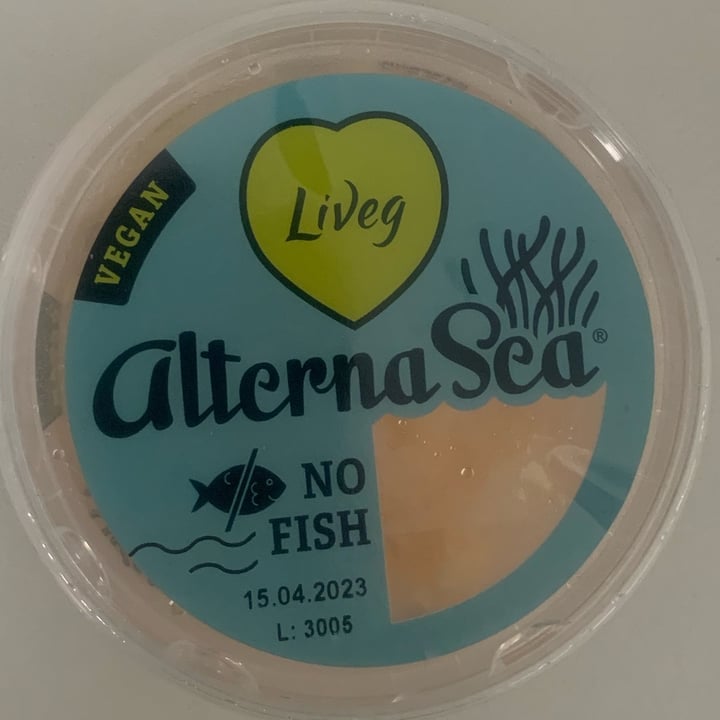 Liveg
VEGAN
alternaSea®
NO
FISH
15.04.2023
L: 3005